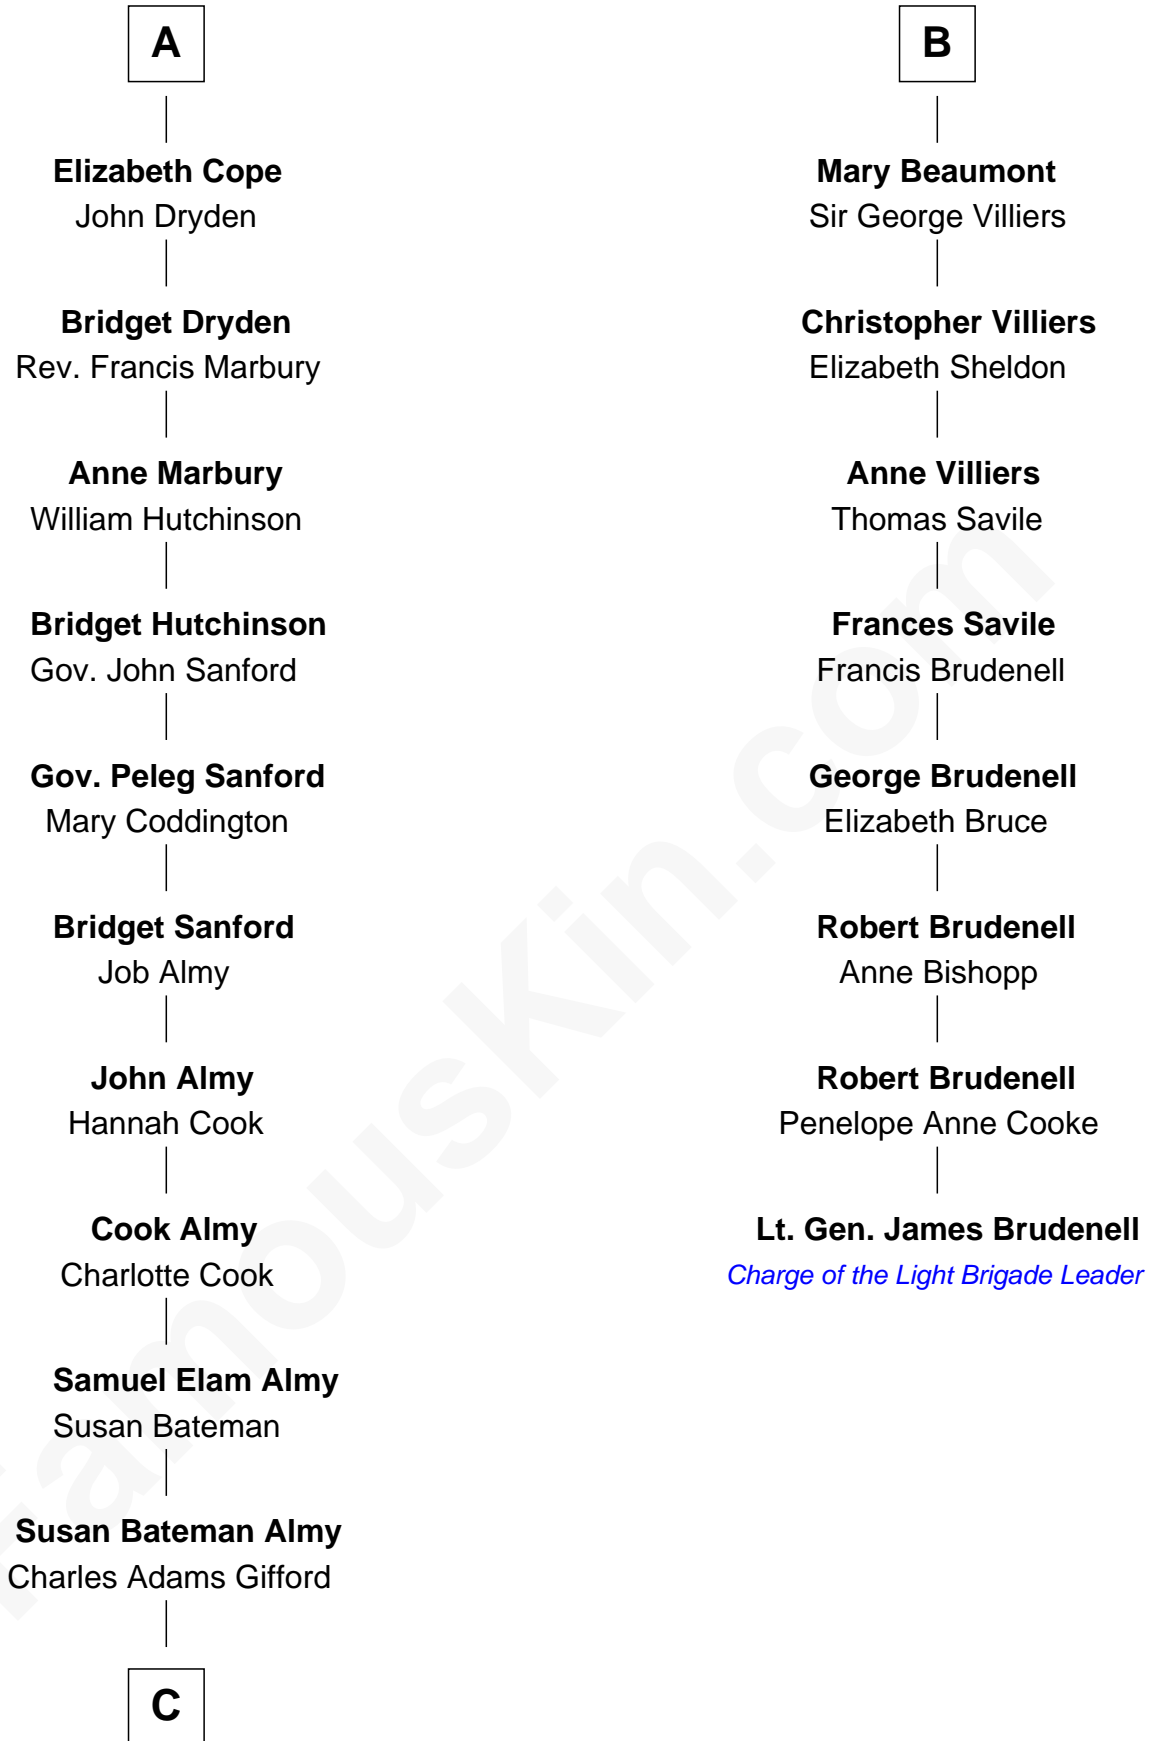 A
Elizabeth Cope
John Dryden
Bridget Dryden
Rev. Francis Marbury
Anne Marbury
William Hutchinson
Bridget Hutchinson
Gov. John Sanford
Gov. Peleg Sanford
Mary Coddington
Bridget Sanford
Job Almy
John Almy
Hannah Cook
Cook Almy
Charlotte Cook
Samuel Elam Almy
Susan Bateman
Susan Bateman Almy
Charles Adams Gifford
C
B
Mary Beaumont
Sir George Villiers
Christopher Villiers
Elizabeth Sheldon
Anne Villiers
Thomas Savile
Frances Savile
Francis Brudenell
George Brudenell
Elizabeth Bruce
Robert Brudenell
Anne Bishopp
Robert Brudenell
Penelope Anne Cooke
Lt. Gen. James Brudenell
Charge of the Light Brigade Leader
FamousKin.com